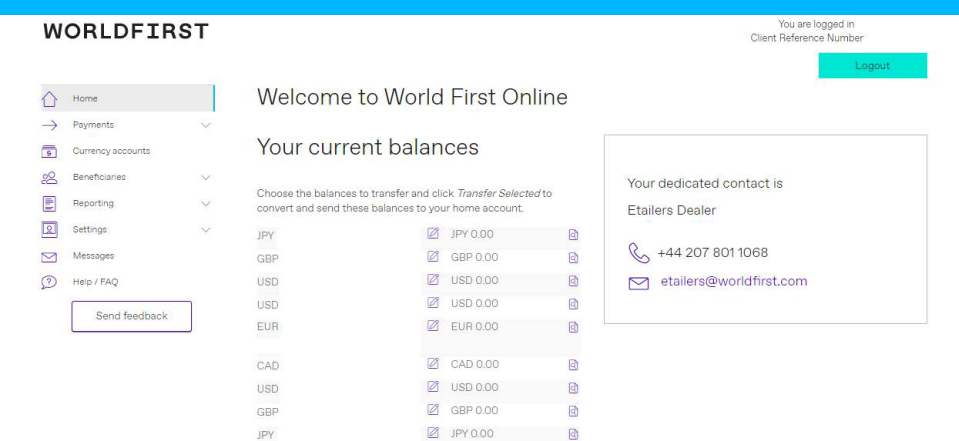 WORLDFIRST
You are logged in
Client Reference Number
Logout
Home
Payments
Currency accounts
Beneficiaries
Reporting
Settings
Messages
Help / FAQ
Send feedback
Welcome to World First Online
Your current balances
Choose the balances to transfer and click Transfer Selected to
convert and send these balances to your home account.
JPY JPY 0.00
GBP GBP 0.00
USD USD 0.00
USD USD 0.00
EUR EUR 0.00
CAD CAD 0.00
USD USD 0.00
GBP GBP 0.00
JPY JPY 0.00
Your dedicated contact is
Etailers Dealer
+44 207 801 1068
etailers@worldfirst.com